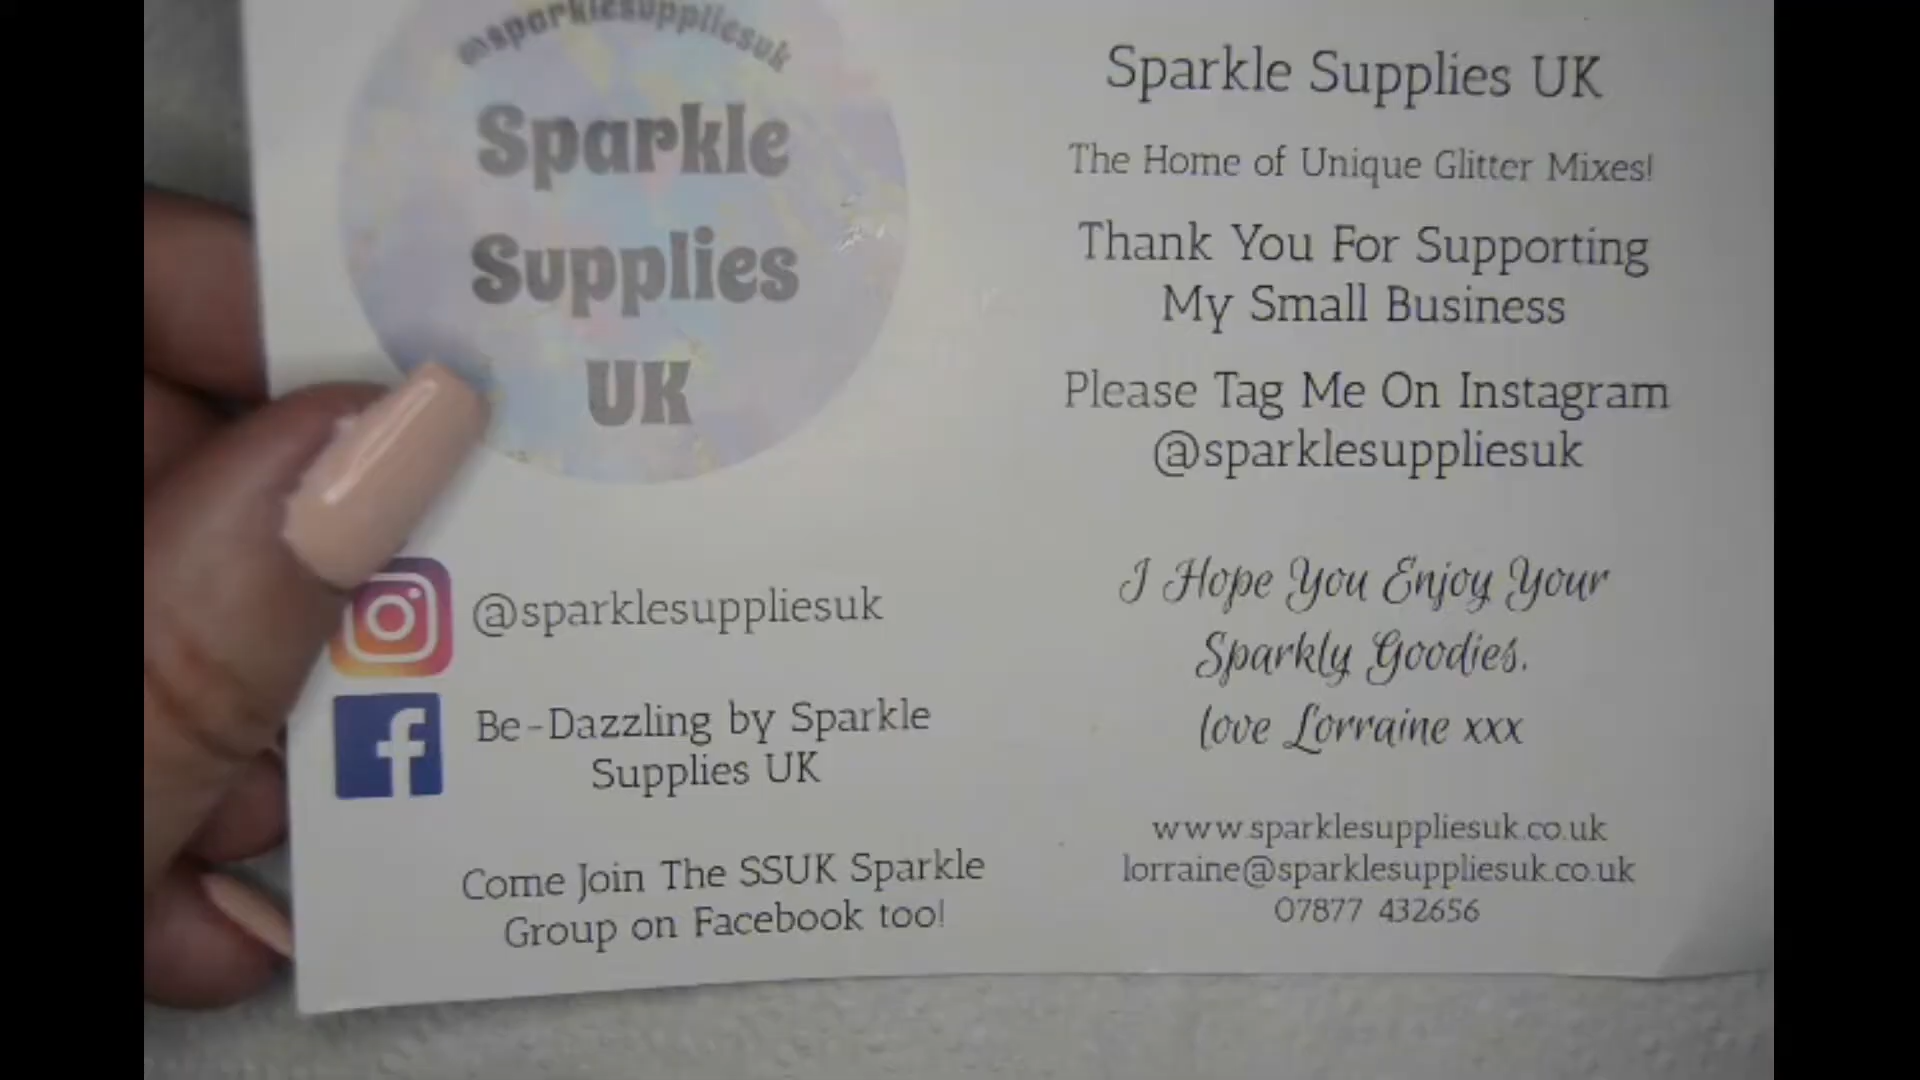 @sparklesuppliesuk
Sparkle
Supplies
UK
@sparklesuppliesuk
Be-Dazzling by Sparkle
Supplies UK
Come Join The SSUK Sparkle
Group on Facebook too!
Sparkle Supplies UK
The Home of Unique Glitter Mixes!
Thank You For Supporting
My Small Business
Please Tag Me On Instagram
@sparklesuppliesuk
I Hope You Enjoy Your
Sparkly Goodies.
love Lorraine xxx
www.sparklesuppliesuk.co.uk
lorraine@sparklesuppliesuk.co.uk
07877 432656